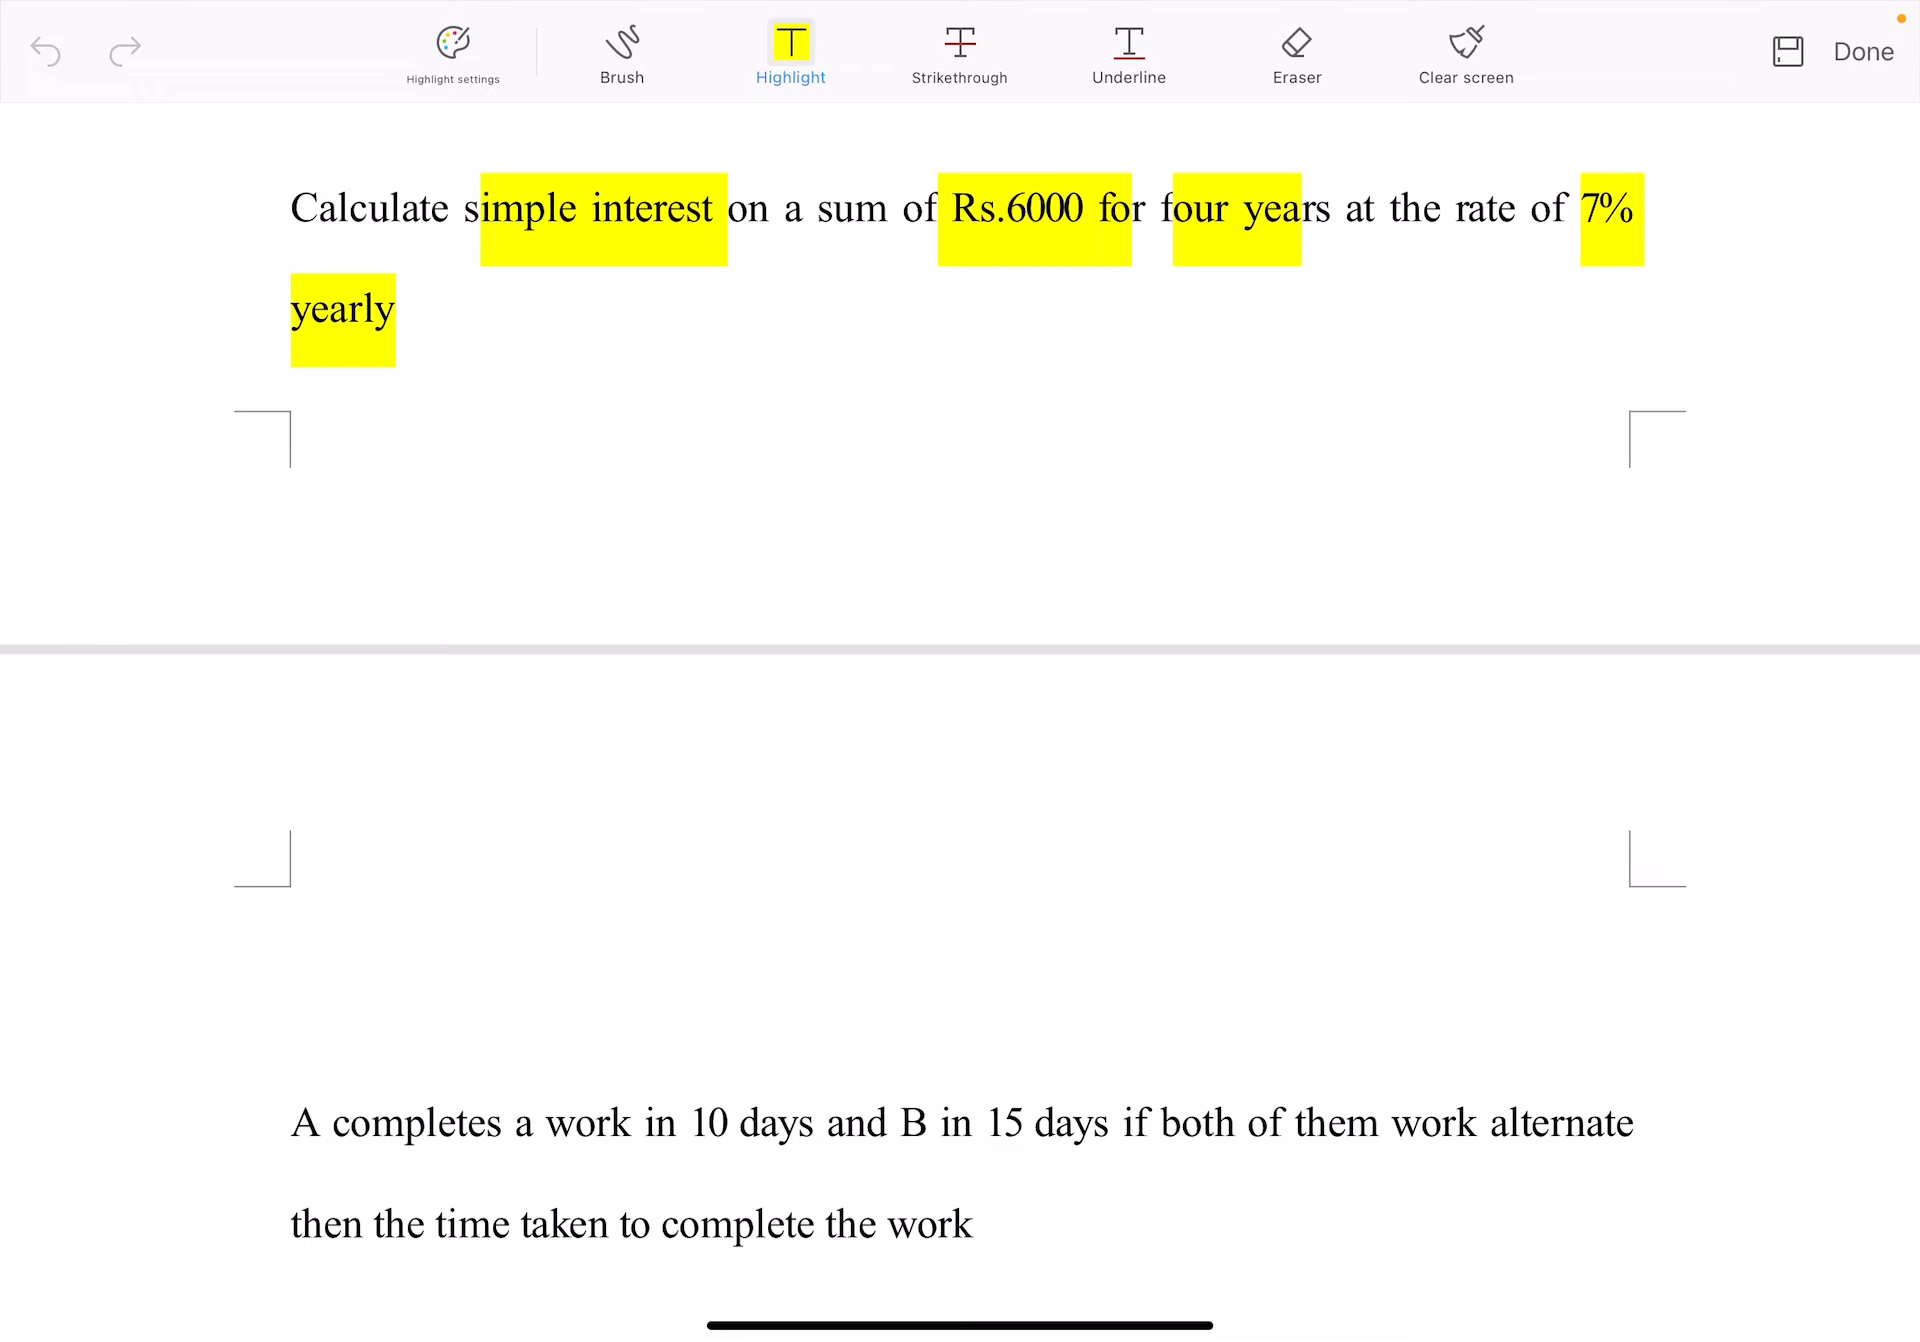 Highlight settings
Brush
Highlight
Strikethrough
Underline
Eraser
Clear screen
Done
Calculate simple interest on a sum of Rs.6000 for four years at the rate of 7%
yearly
A completes a work in 10 days and B in 15 days if both of them work alternate
then the time taken to complete the work